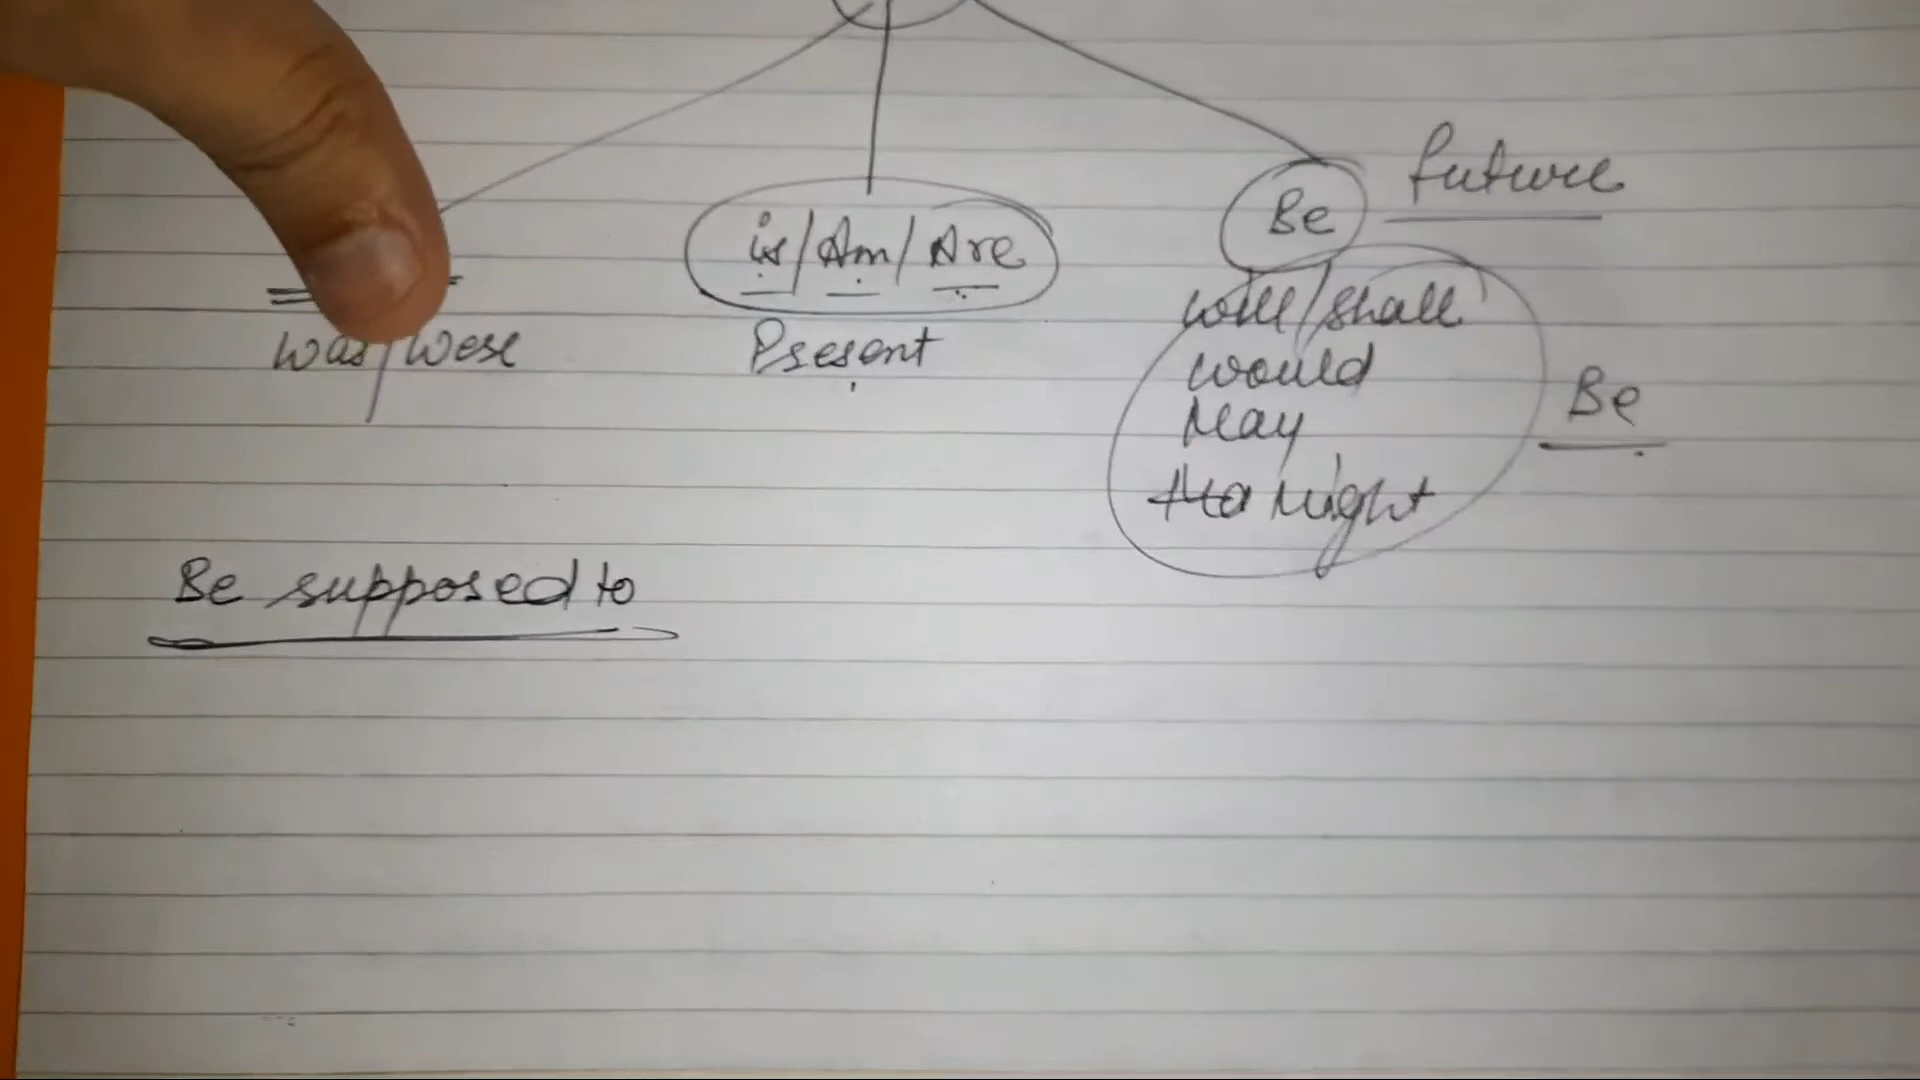 future
Be
is/Am/Are
will/shall
was/were
Present
would
Be
May
Might
Be supposed to